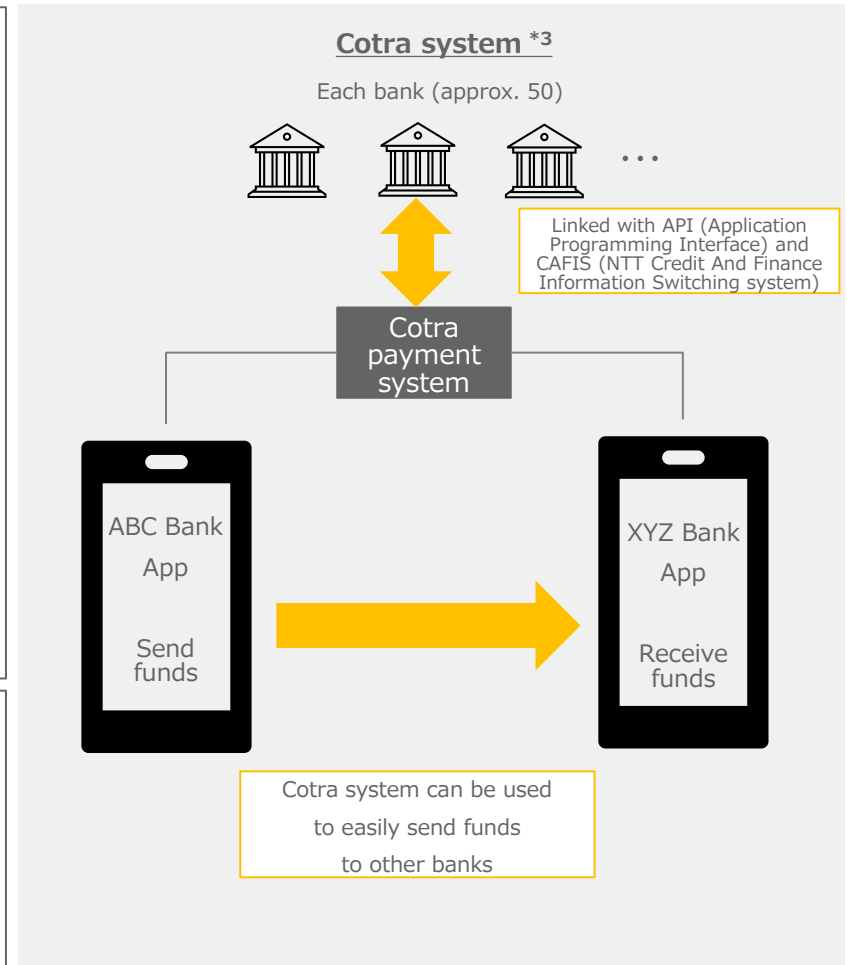 Cotra system *3
Each bank (approx. 50)
...
Linked with API (Application
Programming Interface) and
CAFIS (NTT Credit And Finance
Information Switching system)
Cotra
payment
system
ABC Bank
App
Send
funds
XYZ Bank
App
Receive
funds
Cotra system can be used
to easily send funds
to other banks